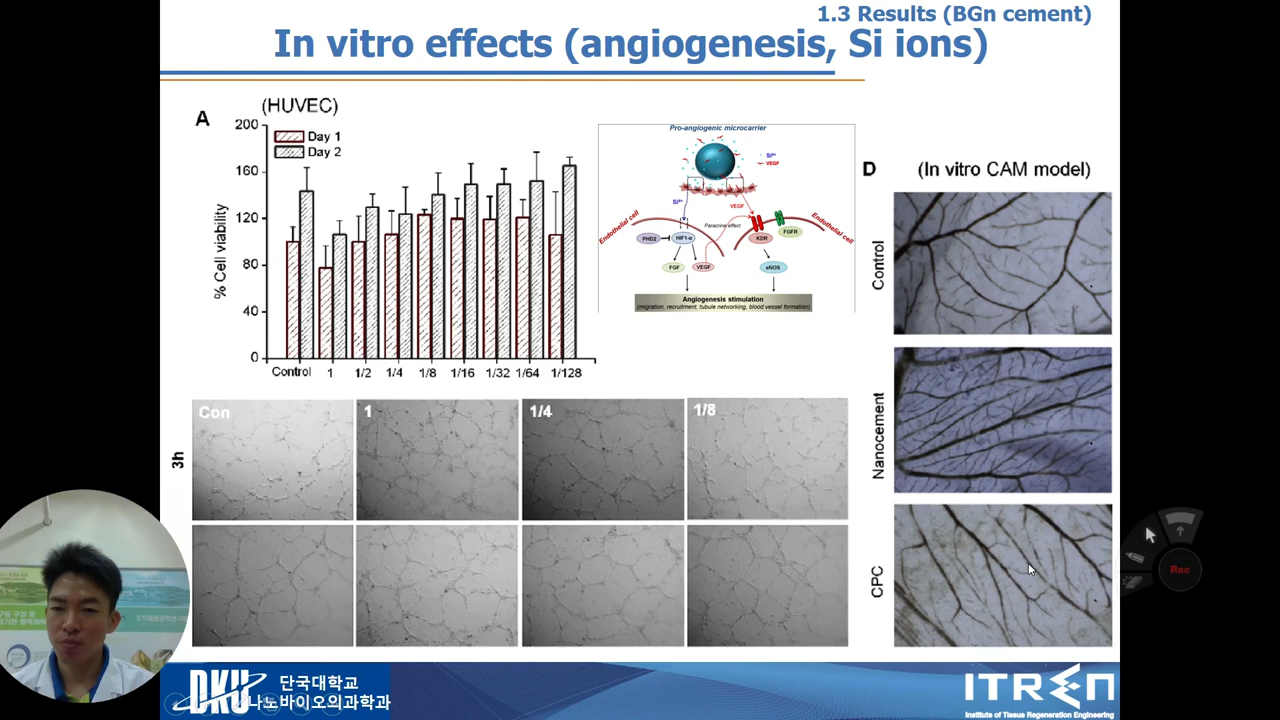 1.3 Results (BGn cement)
In vitro effects (angiogenesis, Si ions)
A
(HUVEC)
Day 1
Day 2
% Cell viability
200
160
120
80
40
0
Control 1 1/2 1/4 1/8 1/16 1/32 1/64 1/128
Pro-angiogenic microcarrier
Si⁴⁺
VEGF
Si⁴⁺
VEGF
Endothelial cell
Paracrine effect
Endothelial cell
PHD2
HIF1-α
KDR
FGFR
FGF
VEGF
eNOS
Angiogenesis stimulation
(migration, recruitment, tubule networking, blood vessel formation)
D
(In vitro CAM model)
Control
Nanocement
CPC
3h
Con
1
1/4
1/8
Rec
DKU
단국대학교
나노바이오의과학과
ITREN
Institute of Tissue Regeneration Engineering